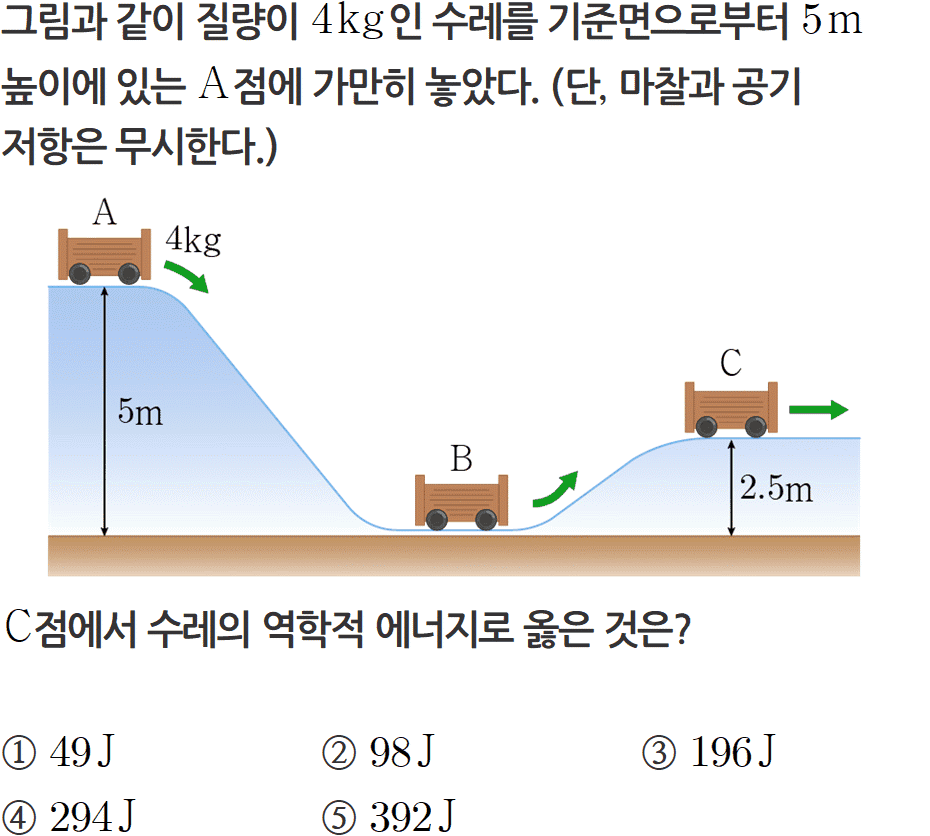 그림과 같이 질량이 4kg인 수레를 기준면으로부터 5m
높이에 있는 A점에 가만히 놓았다. (단, 마찰과 공기
저항은 무시한다.)
A
4kg
5m
B
C
2.5m
C점에서 수레의 역학적 에너지로 옳은 것은?
① 49J ② 98J ③ 196J
④ 294J ⑤ 392J